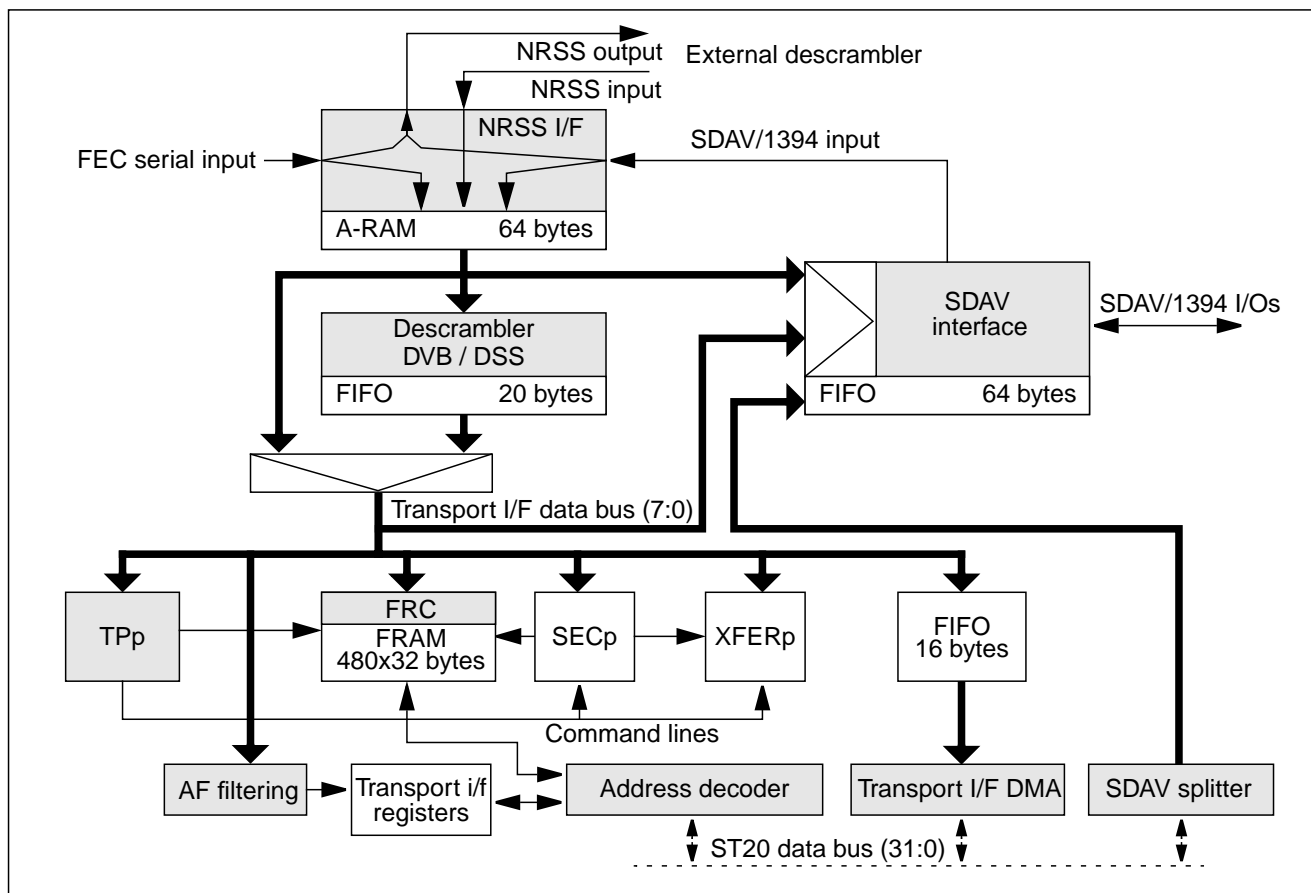 NRSS output
External descrambler
NRSS input
NRSS I/F
FEC serial input
SDAV/1394 input
A-RAM 64 bytes
SDAV
interface
SDAV/1394 I/Os
Descrambler
DVB / DSS
FIFO 20 bytes
FIFO 64 bytes
Transport I/F data bus (7:0)
TPp
FRC
FRAM
480x32 bytes
SECp
XFERp
FIFO
16 bytes
Command lines
AF filtering
Transport i/f
registers
Address decoder
Transport I/F DMA
SDAV splitter
ST20 data bus (31:0)